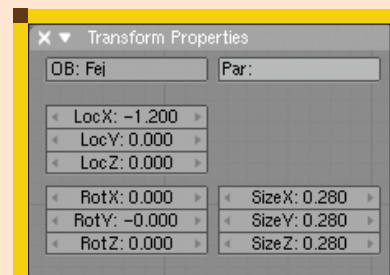 Transform Properties
OB: Fej Par:
LocX: -1.200
LocY: 0.000
LocZ: 0.000
RotX: 0.000 SizeX: 0.280
RotY: -0.000 SizeY: 0.280
RotZ: 0.000 SizeZ: 0.280